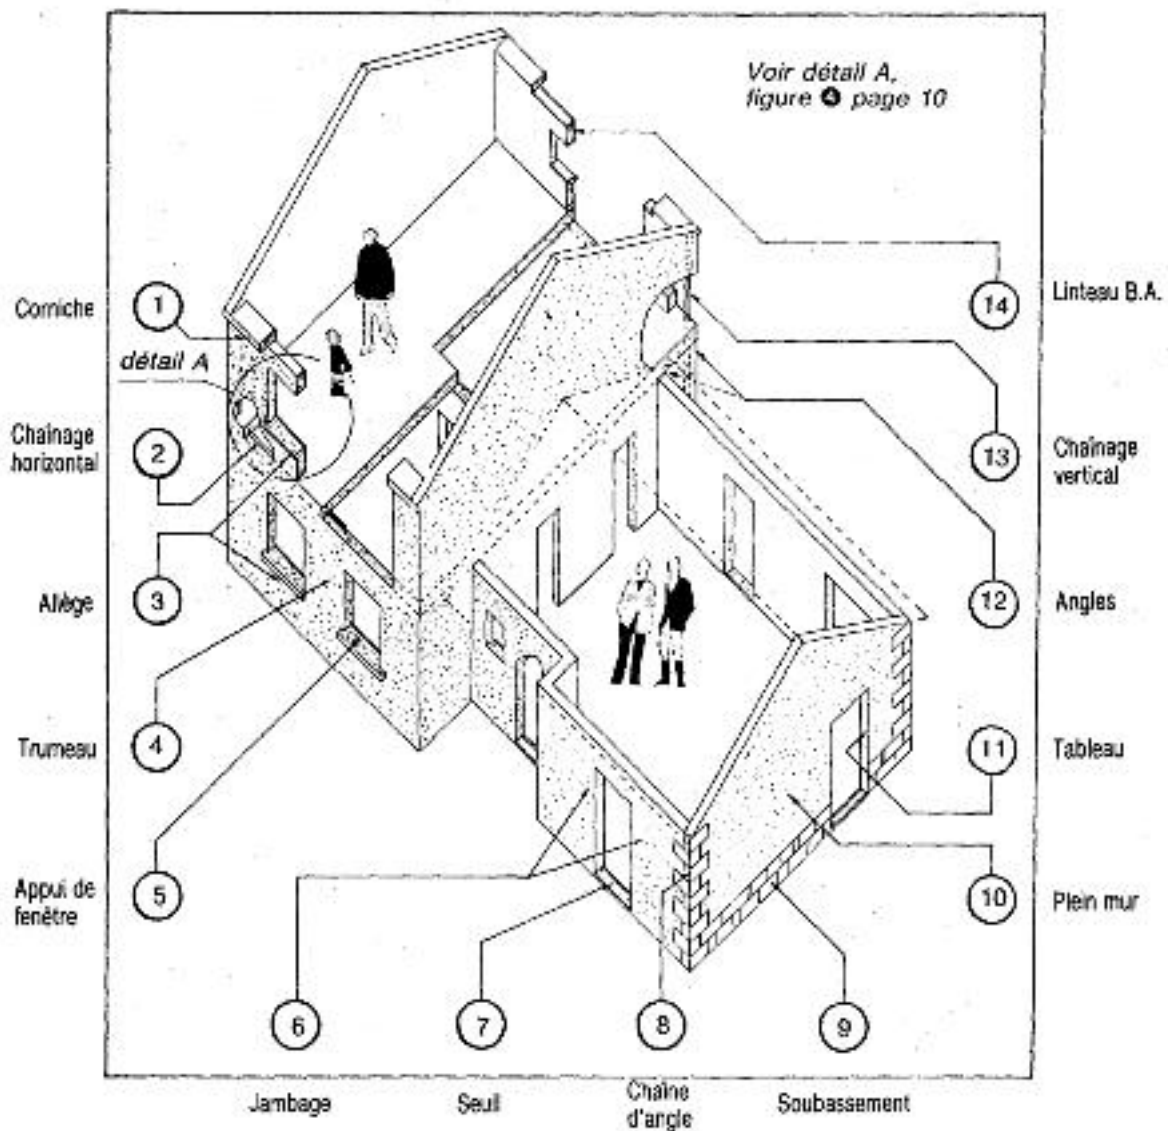 Voir détail A,
figure 4 page 10
Corniche
1
détail A
14
Linteau B.A.
Chaînage
horizontal
2
13
Chaînage
vertical
Allège
3
12
Angles
Trumeau
4
11
Tableau
Appui de
fenêtre
5
10
Plein mur
6
7
8
9
Jambage
Seuil
Chaîne
d'angle
Soubassement